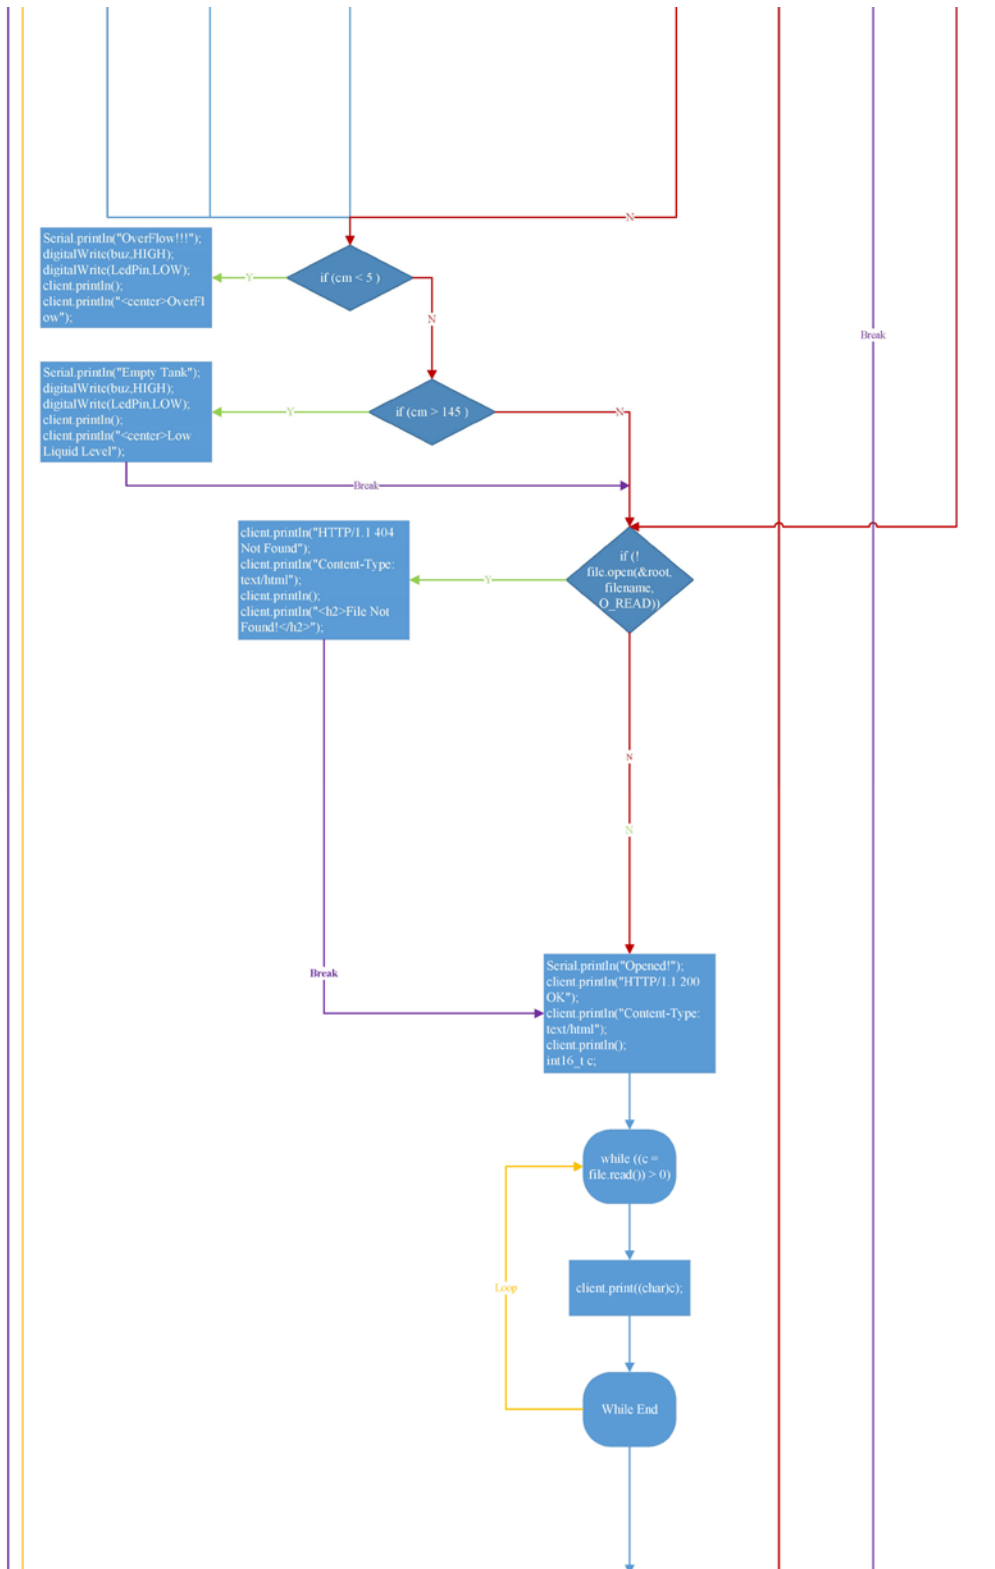 N
Serial.println("OverFlow!!!");
digitalWrite(buz,HIGH);
digitalWrite(LedPin,LOW);
client.println();
client.println("<center>OverFl
ow");
Y
if (cm < 5 )
N
Break
Serial.println("Empty Tank");
digitalWrite(buz,HIGH);
digitalWrite(LedPin,LOW);
client.println();
client.println("<center>Low
Liquid Level");
Y
if (cm > 145 )
N
Break
client.println("HTTP/1.1 404
Not Found");
client.println("Content-Type:
text/html");
client.println();
client.println("<h2>File Not
Found!</h2>");
Y
if (!
file.open(&root,
filename,
O_READ))
N
N
Break
Serial.println("Opened!");
client.println("HTTP/1.1 200
OK");
client.println("Content-Type:
text/html");
client.println();
int16_t c;
while ((c =
file.read()) > 0)
Loop
client.print((char)c);
While End